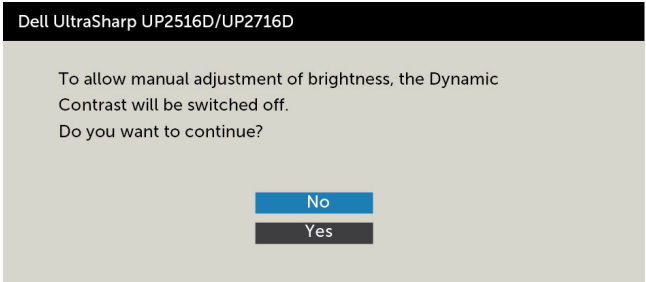 Dell UltraSharp UP2516D/UP2716D
To allow manual adjustment of brightness, the Dynamic
Contrast will be switched off.
Do you want to continue?
No
Yes